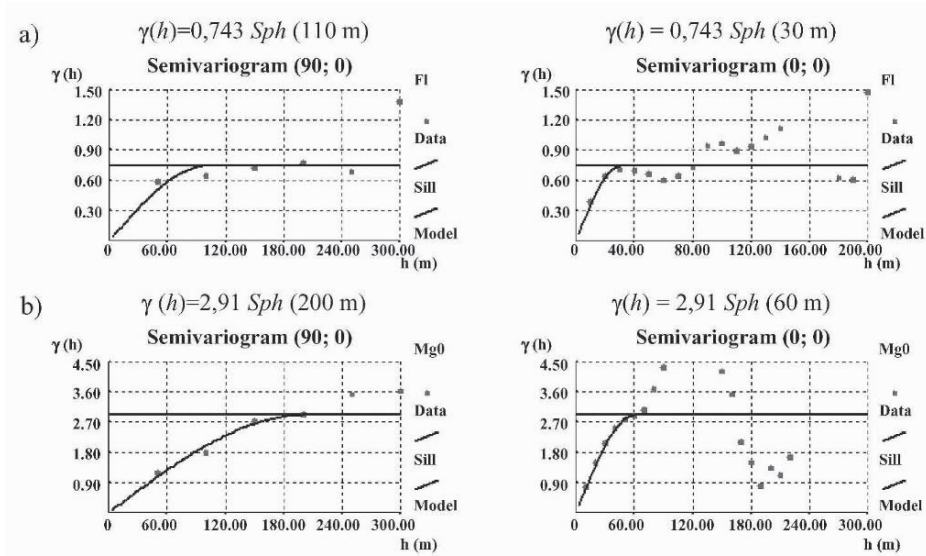 a)
γ(h)=0,743 Sph (110 m)
Semivariogram (90; 0)
γ (h)
Fl
1.50
1.20
0.90
0.60
0.30
Data
Sill
Model
0 60.00 120.00 180.00 240.00 300.00
h (m)
γ(h) = 0,743 Sph (30 m)
Semivariogram (0; 0)
γ (h)
Fl
1.50
1.20
0.90
0.60
0.30
Data
Sill
Model
0 40.00 80.00 120.00 160.00 200.00
h (m)
b)
γ (h)=2,91 Sph (200 m)
Semivariogram (90; 0)
γ (h)
Mg0
4.50
3.60
2.70
1.80
0.90
Data
Sill
Model
0 60.00 120.00 180.00 240.00 300.00
h (m)
γ(h) = 2,91 Sph (60 m)
Semivariogram (0; 0)
γ (h)
Mg0
4.50
3.60
2.70
1.80
0.90
Data
Sill
Model
0 60.00 120.00 180.00 240.00 300.00
h (m)